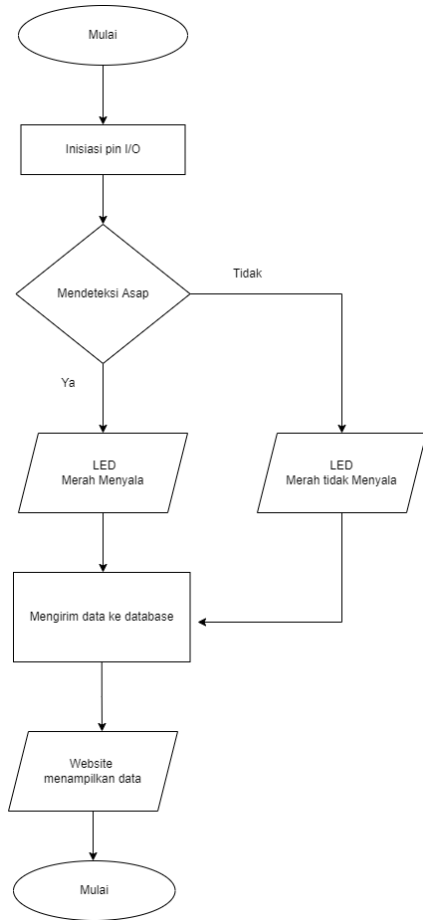 Mulai
Inisiasi pin I/O
Mendeteksi Asap
Tidak
Ya
LED
Merah Menyala
LED
Merah tidak Menyala
Mengirim data ke database
Website
menampilkan data
Mulai